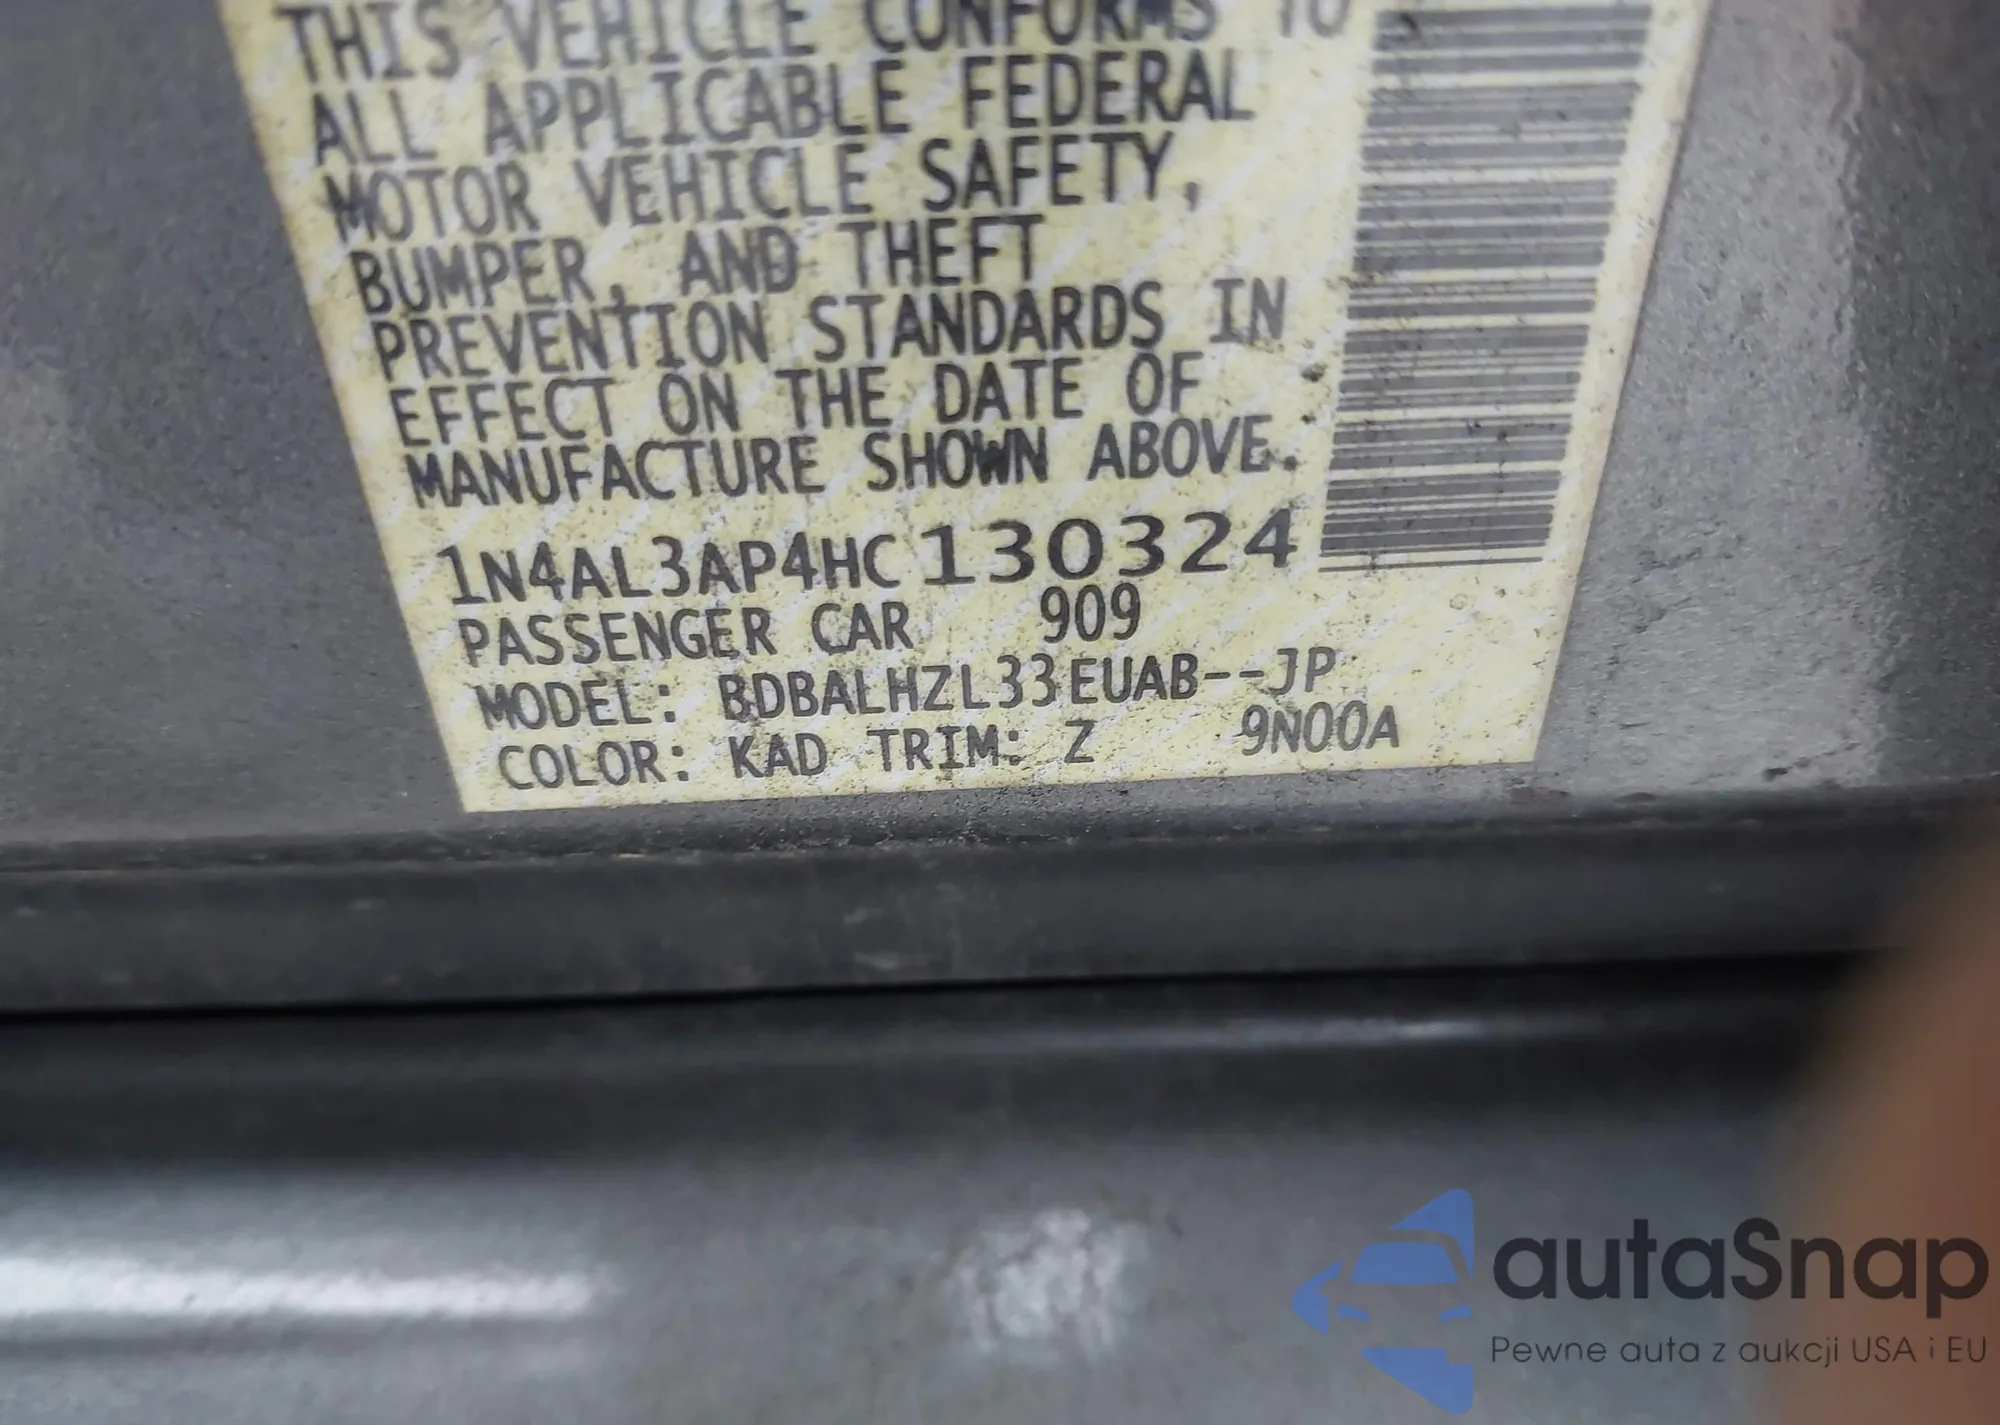 THIS VEHICLE CONFORMS TO
ALL APPLICABLE FEDERAL
MOTOR VEHICLE SAFETY,
BUMPER, AND THEFT
PREVENTION STANDARDS IN
EFFECT ON THE DATE OF
MANUFACTURE SHOWN ABOVE.
1N4AL3AP4HC130324
PASSENGER CAR 909
MODEL: BDBALHZL33EUAB--JP
COLOR: KAD TRIM: Z 9N00A
autaSnap
Pewne auta z aukcji USA i EU